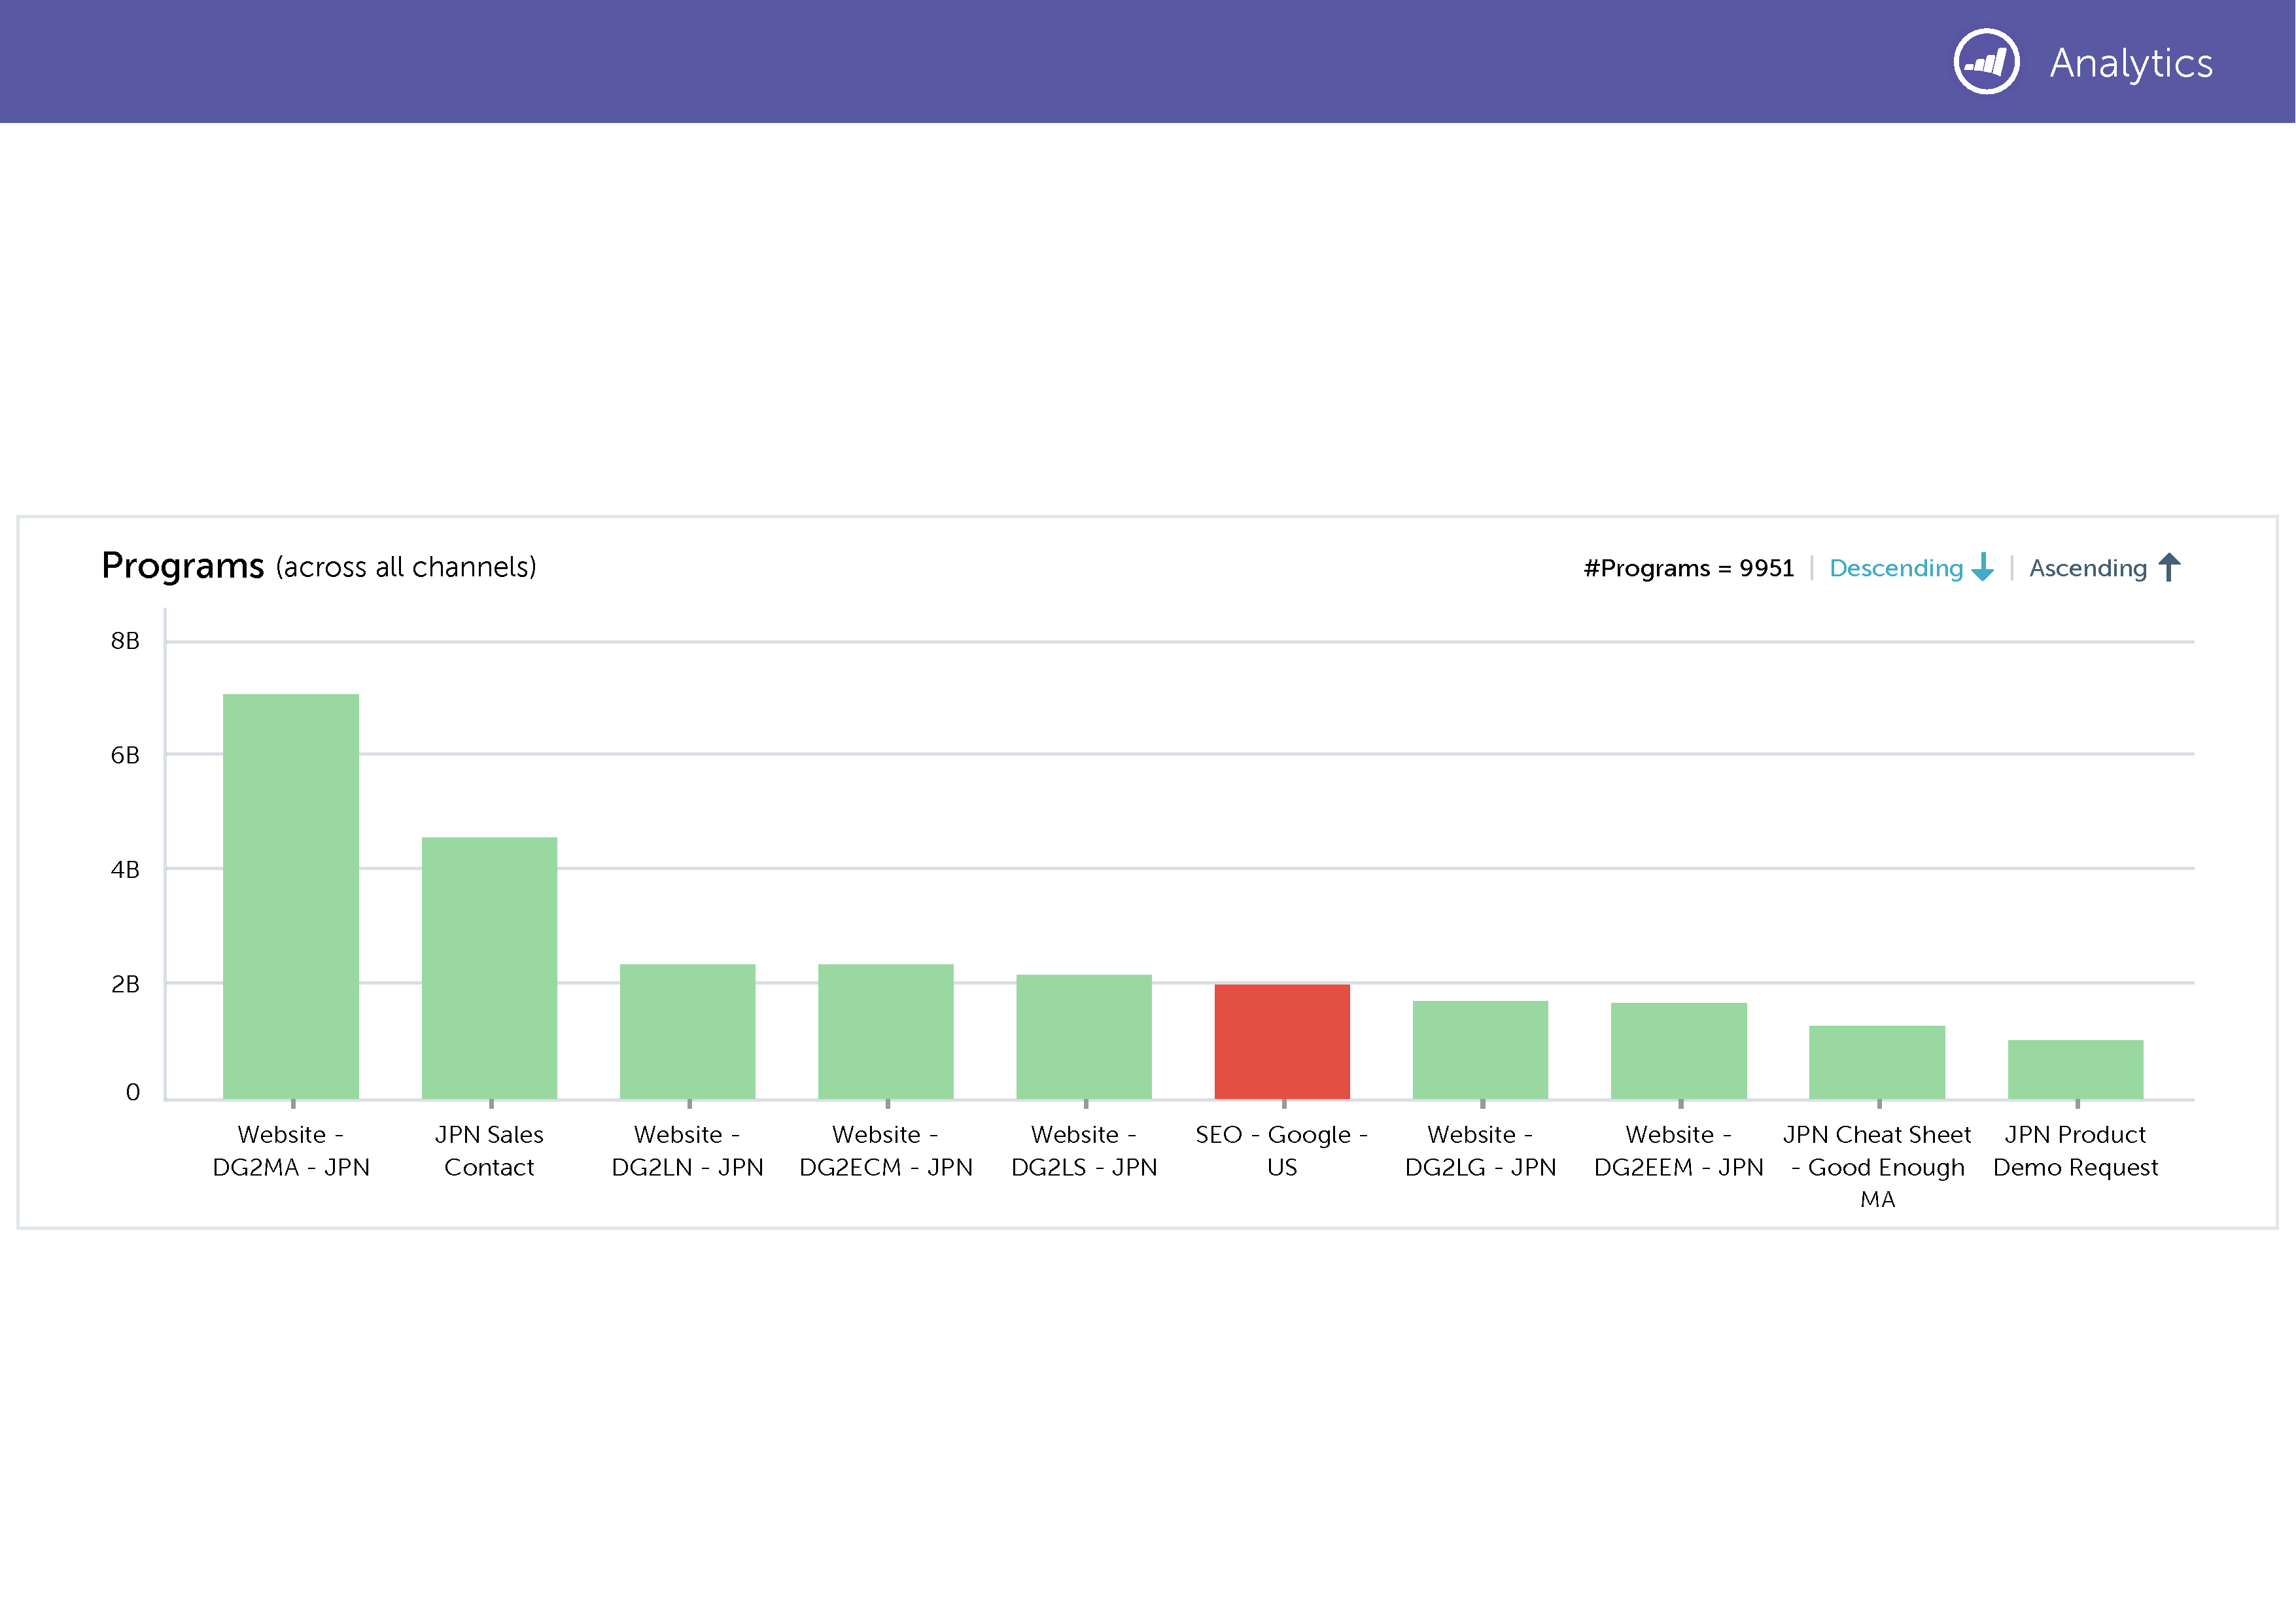 Analytics
Programs (across all channels)
#Programs = 9951 | Descending ↓ | Ascending ↑
8B
6B
4B
2B
0
Website -
DG2MA - JPN
JPN Sales
Contact
Website -
DG2LN - JPN
Website -
DG2ECM - JPN
Website -
DG2LS - JPN
SEO - Google -
US
Website -
DG2LG - JPN
Website -
DG2EEM - JPN
JPN Cheat Sheet
- Good Enough
MA
JPN Product
Demo Request